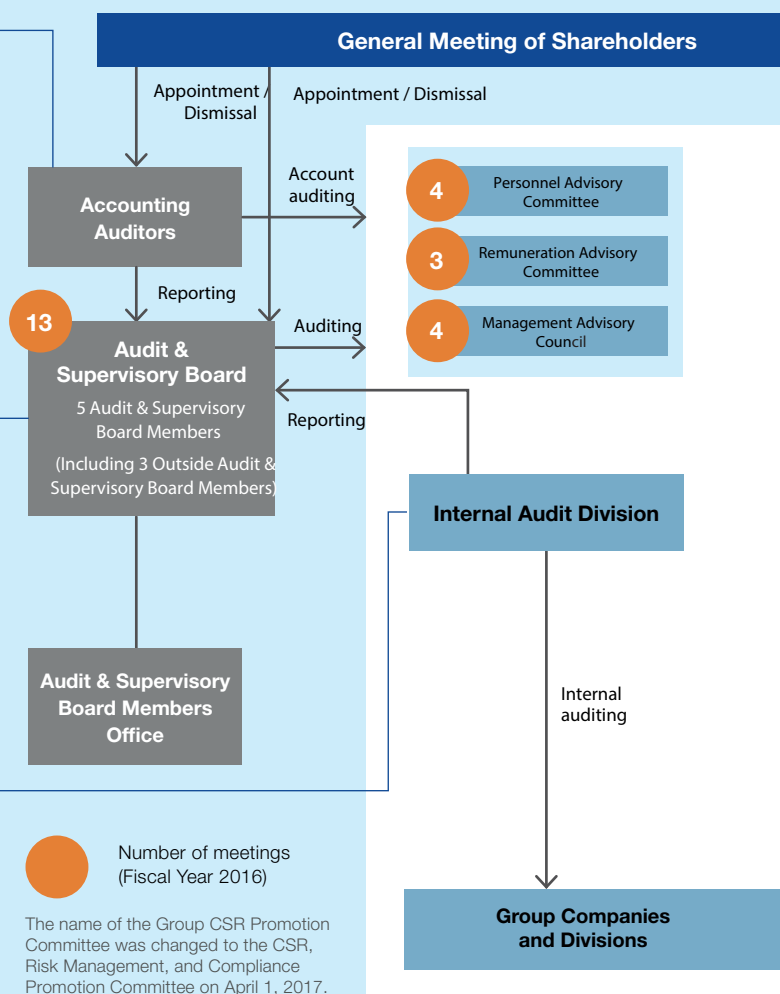 General Meeting of Shareholders
Appointment /
Dismissal
Appointment / Dismissal
Accounting
Auditors
Account
auditing
4
Personnel Advisory
Committee
3
Remuneration Advisory
Committee
4
Management Advisory
Council
Reporting
13
Audit &
Supervisory Board
5 Audit & Supervisory
Board Members
(Including 3 Outside Audit &
Supervisory Board Members)
Auditing
Reporting
Internal Audit Division
Audit & Supervisory
Board Members
Office
Internal
auditing
Number of meetings
(Fiscal Year 2016)
The name of the Group CSR Promotion
Committee was changed to the CSR,
Risk Management, and Compliance
Promotion Committee on April 1, 2017.
Group Companies
and Divisions